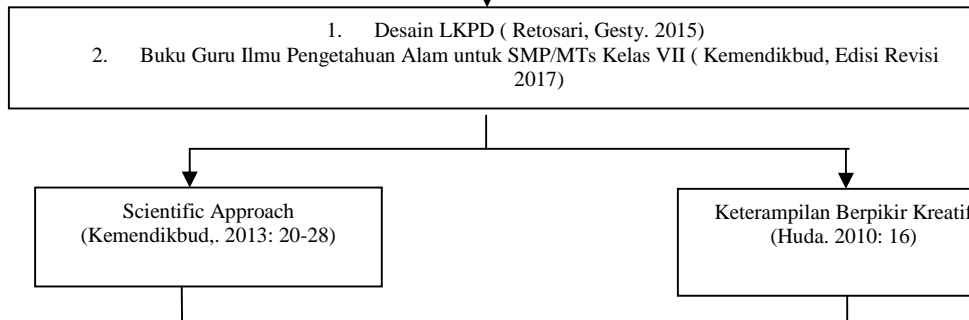 1. Desain LKPD ( Retosari, Gesty. 2015)
2. Buku Guru Ilmu Pengetahuan Alam untuk SMP/MTs Kelas VII ( Kemendikbud, Edisi Revisi
2017)
Scientific Approach
(Kemendikbud,. 2013: 20-28)
Keterampilan Berpikir Kreatif
(Huda. 2010: 16)